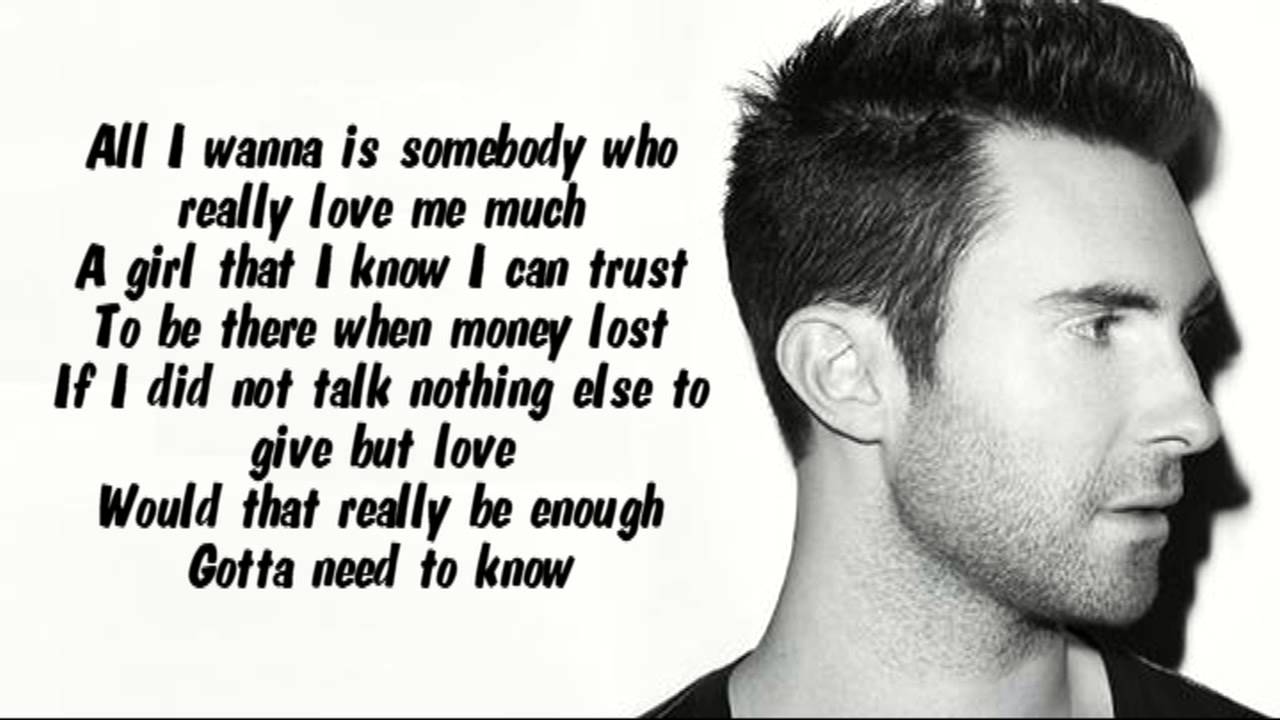 All I wanna is somebody who
really love me much
A girl that I know I can trust
To be there when money lost
If I did not talk nothing else to
give but love
Would that really be enough
Gotta need to know